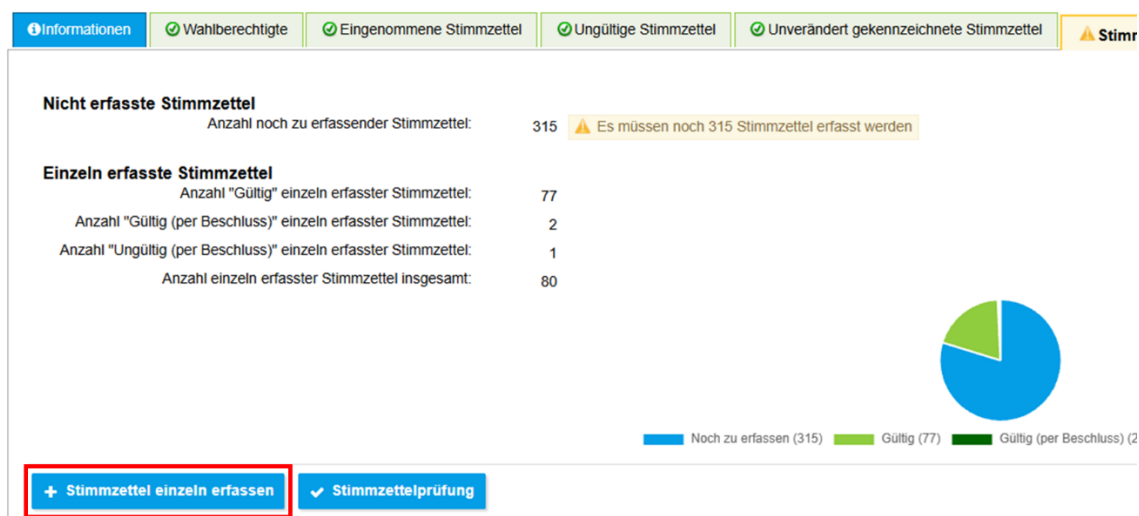 Informationen
Wahlberechtigte
Eingenommene Stimmzettel
Ungültige Stimmzettel
Unverändert gekennzeichnete Stimmzettel
Nicht erfasste Stimmzettel
Anzahl noch zu erfassender Stimmzettel: 315 Es müssen noch 315 Stimmzettel erfasst werden
Einzeln erfasste Stimmzettel
Anzahl "Gültig" einzeln erfasster Stimmzettel: 77
Anzahl "Gültig (per Beschluss)" einzeln erfasster Stimmzettel: 2
Anzahl "Ungültig (per Beschluss)" einzeln erfasster Stimmzettel: 1
Anzahl einzeln erfasster Stimmzettel insgesamt: 80
Noch zu erfassen (315) Gültig (77) Gültig (per Beschluss) (2
+ Stimmzettel einzeln erfassen
Stimmzettelprüfung